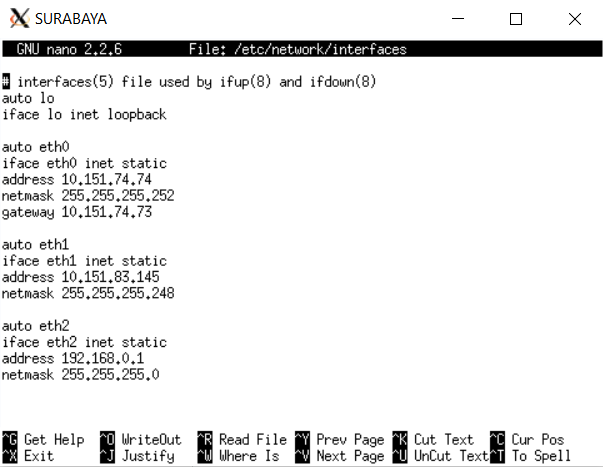 SURABAYA
GNU nano 2.2.6 File: /etc/network/interfaces
# interfaces(5) file used by ifup(8) and ifdown(8)
auto lo
iface lo inet loopback
auto eth0
iface eth0 inet static
address 10.151.74.74
netmask 255.255.255.252
gateway 10.151.74.73
auto eth1
iface eth1 inet static
address 10.151.83.145
netmask 255.255.255.248
auto eth2
iface eth2 inet static
address 192.168.0.1
netmask 255.255.255.0
^G Get Help ^O WriteOut ^R Read File ^Y Prev Page ^K Cut Text ^C Cur Pos
^X Exit ^J Justify ^W Where Is ^V Next Page ^U UnCut Text ^T To Spell